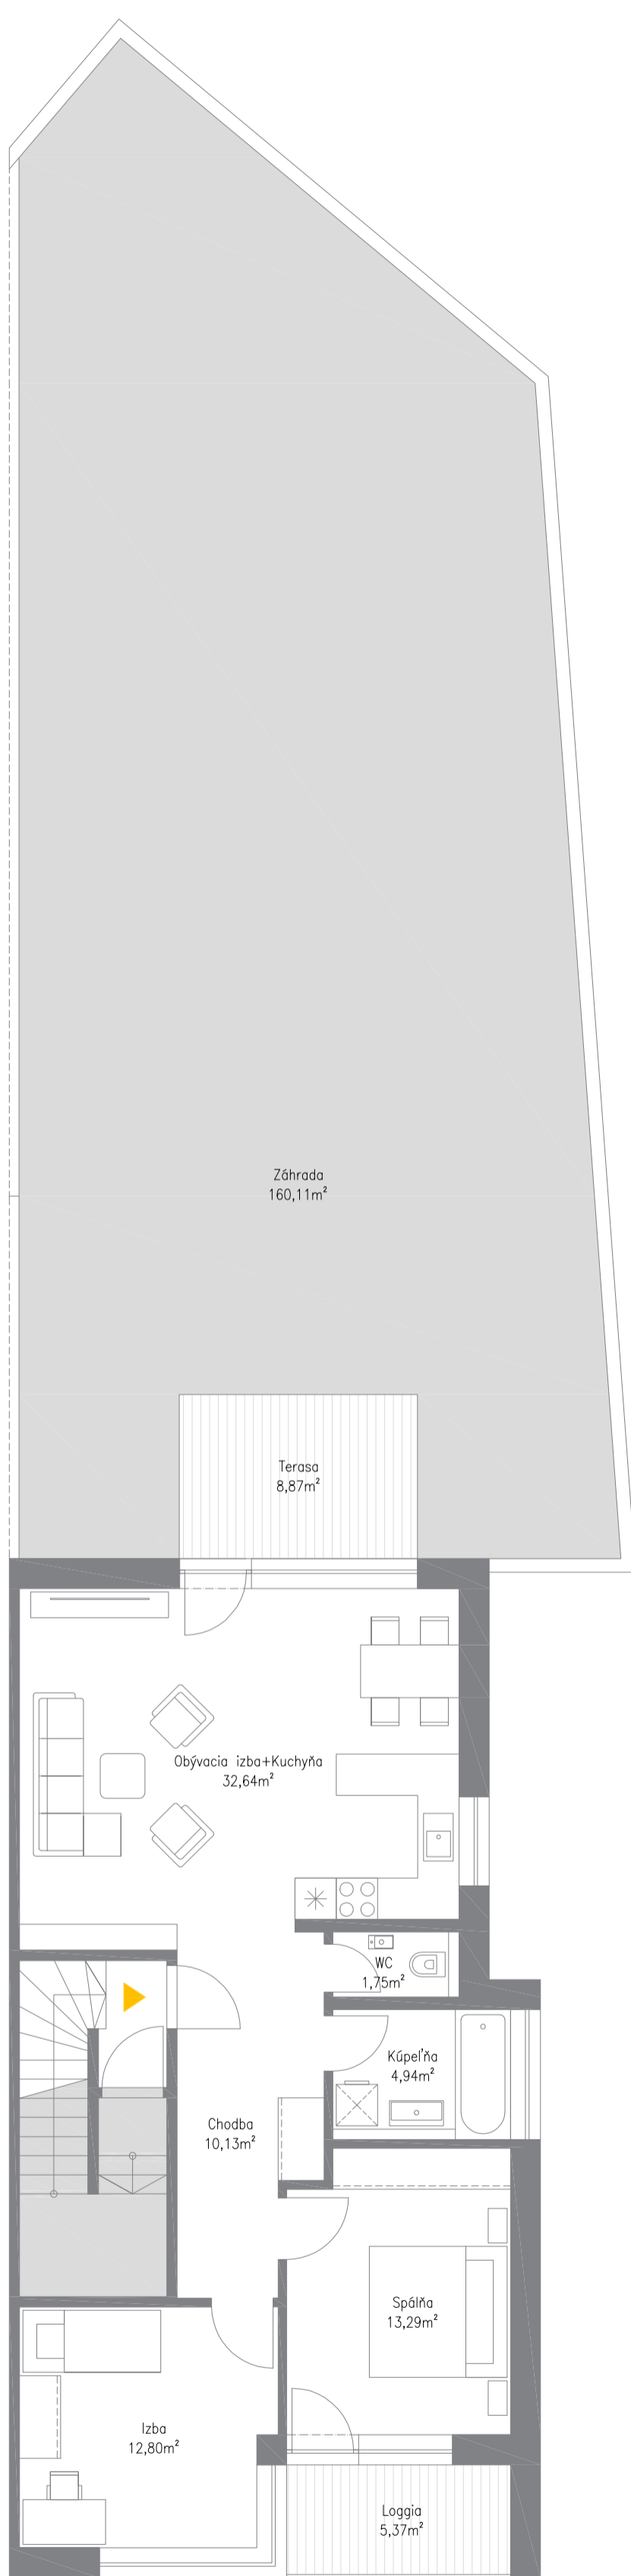 Záhrada
160,11m²
Terasa
8,87m²
Obývacia izba+Kuchyňa
32,64m²
WC
1,75m²
Kúpeľňa
4,94m²
Chodba
10,13m²
Spálňa
13,29m²
Izba
12,80m²
Loggia
5,37m²